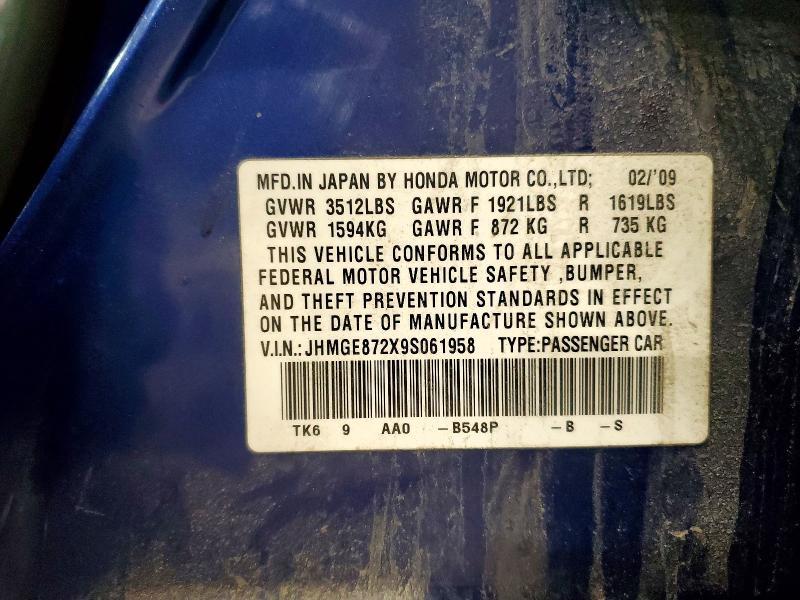 MFD.IN JAPAN BY HONDA MOTOR CO.,LTD; 02/'09
GVWR 3512LBS GAWR F 1921LBS R 1619LBS
GVWR 1594KG GAWR F 872 KG R 735 KG
THIS VEHICLE CONFORMS TO ALL APPLICABLE
FEDERAL MOTOR VEHICLE SAFETY ,BUMPER,
AND THEFT PREVENTION STANDARDS IN EFFECT
ON THE DATE OF MANUFACTURE SHOWN ABOVE.
V.I.N.: JHMGE872X9S061958 TYPE:PASSENGER CAR
TK6 9 AA0 -B548P -B -S